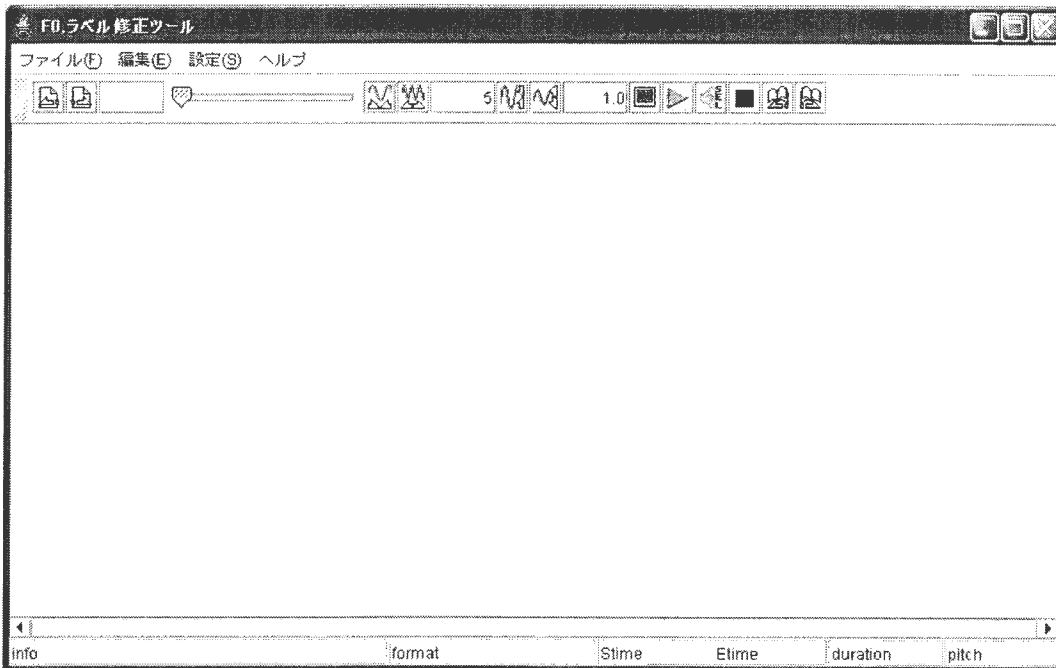 F0.ラベル修正ツール
ファイル(F) 編集(E) 設定(S) ヘルプ
5 1.0 SEL
info format Stime Etime duration pitch